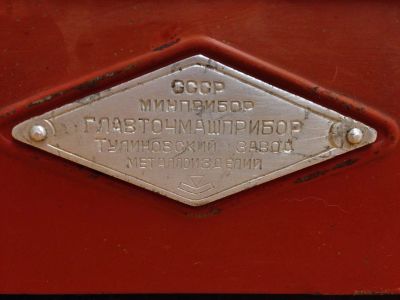 СССР
МИНПРИБОР
ГЛАВТОЧМАШПРИБОР
ТУЛИНОВСКИЙ ЗАВОД
МЕТАЛЛОИЗДЕЛИЙ